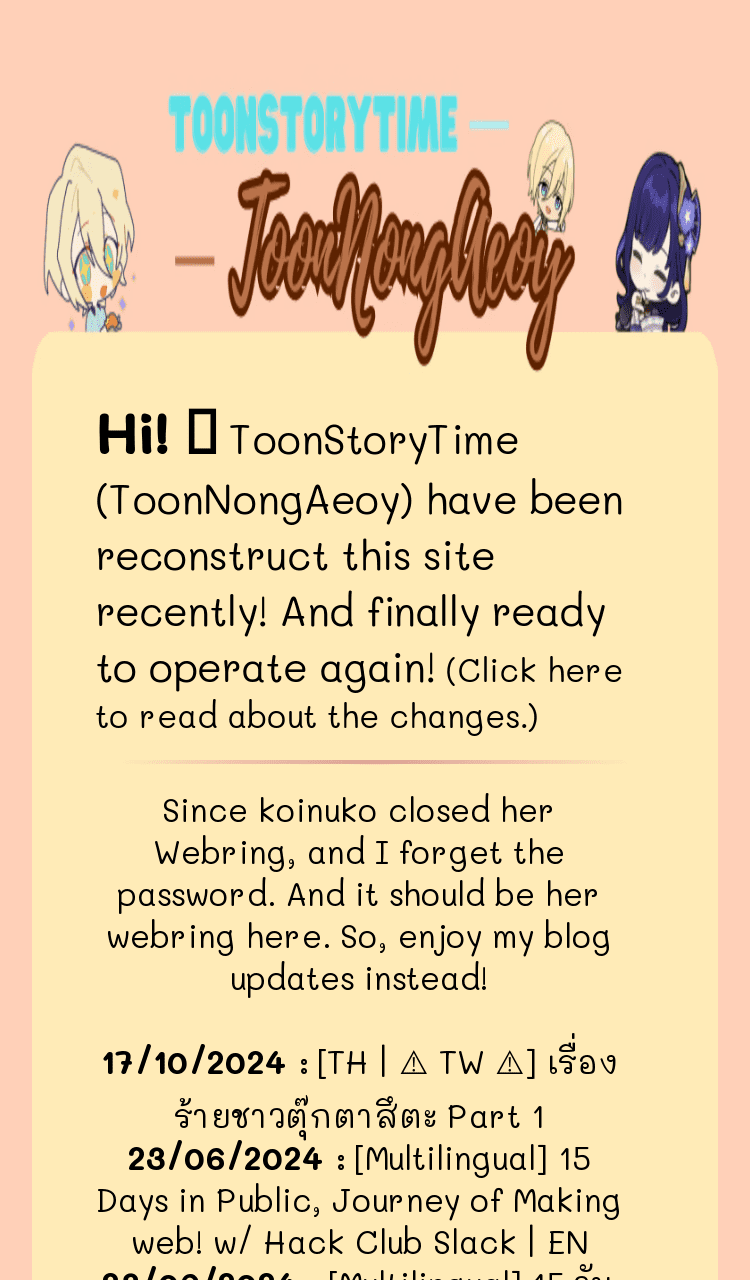 TOONSTORYTIME —
— ToonNongAeoy
Hi! ▯ ToonStoryTime
(ToonNongAeoy) have been
reconstruct this site
recently! And finally ready
to operate again! (Click here
to read about the changes.)
Since koinuko closed her
Webring, and I forget the
password. And it should be her
webring here. So, enjoy my blog
updates instead!
17/10/2024 : [TH | ⚠ TW ⚠] เรื่อง
ร้ายชาวตุ๊กตาสึตะ Part 1
23/06/2024 : [Multilingual] 15
Days in Public, Journey of Making
web! w/ Hack Club Slack | EN
[Multilingual] 15 วัน